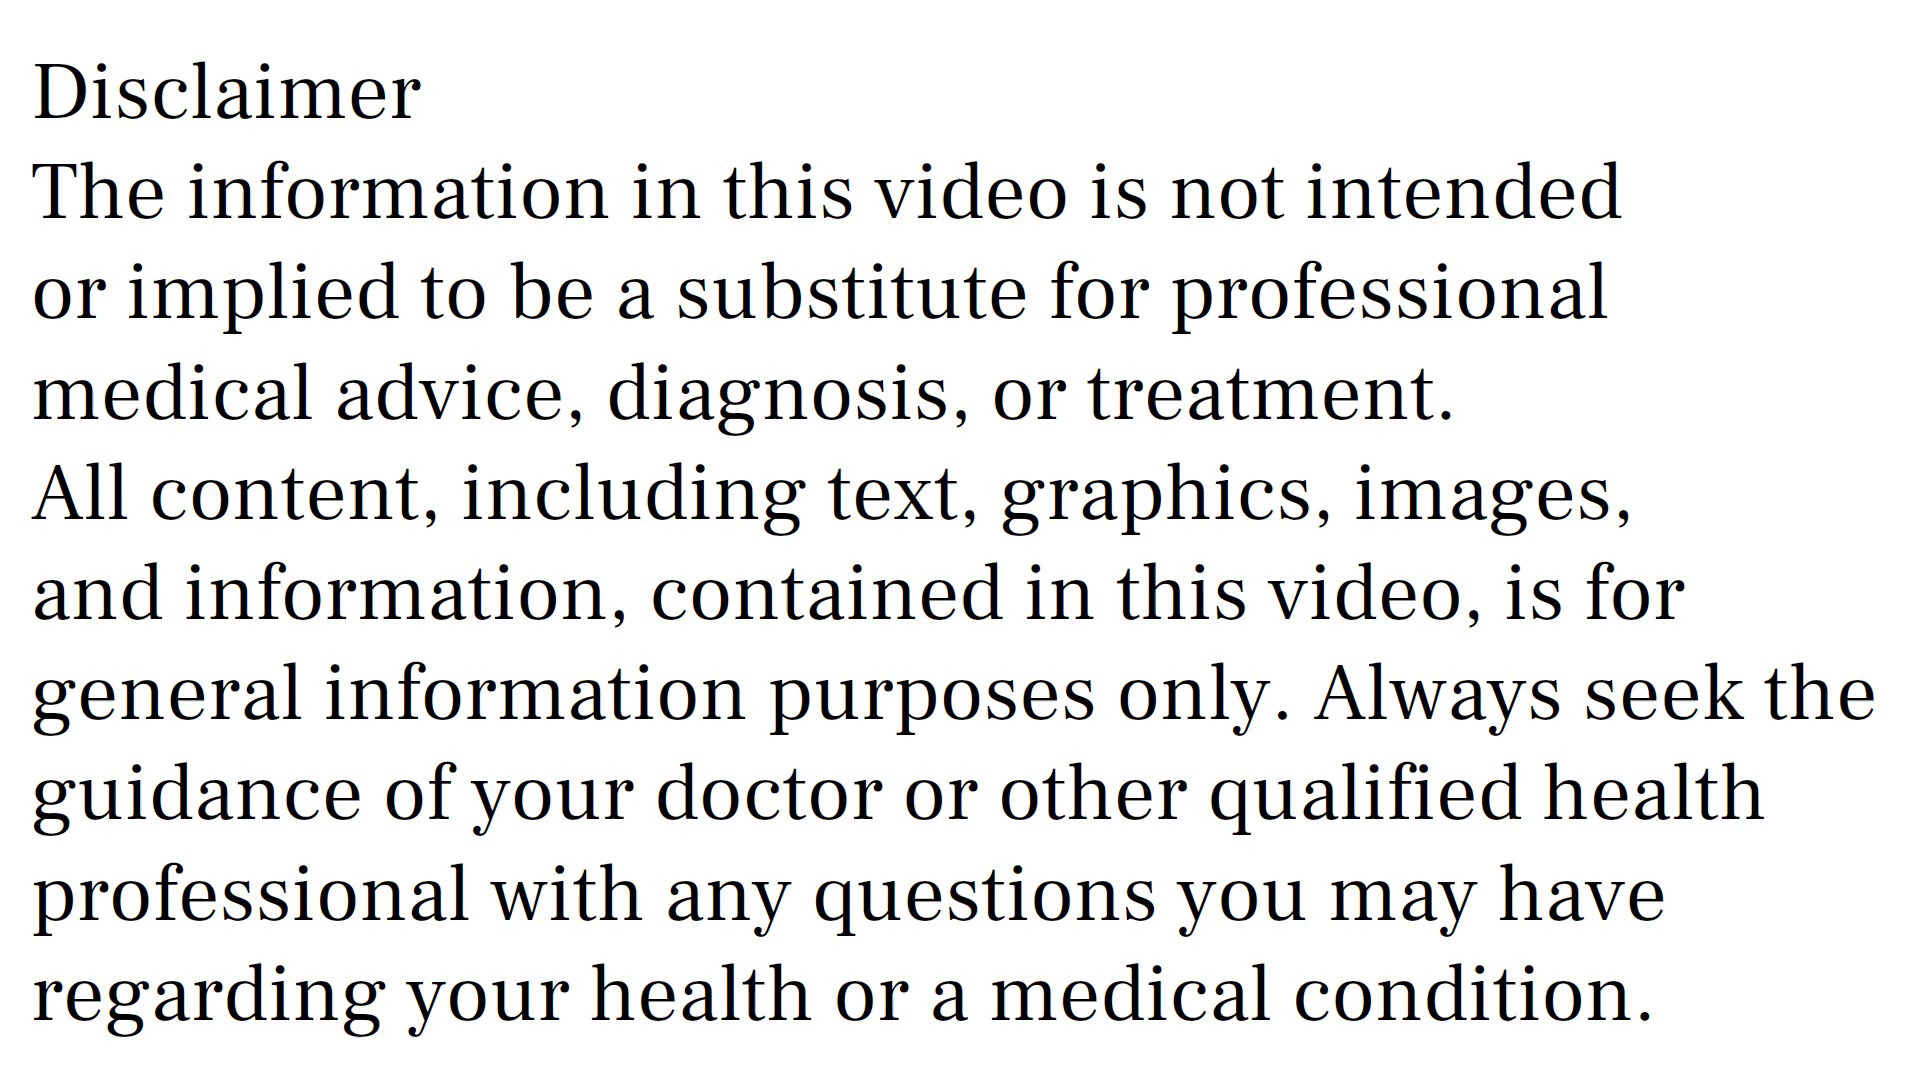 Disclaimer
The information in this video is not intended
or implied to be a substitute for professional
medical advice, diagnosis, or treatment.
All content, including text, graphics, images,
and information, contained in this video, is for
general information purposes only. Always seek the
guidance of your doctor or other qualified health
professional with any questions you may have
regarding your health or a medical condition.